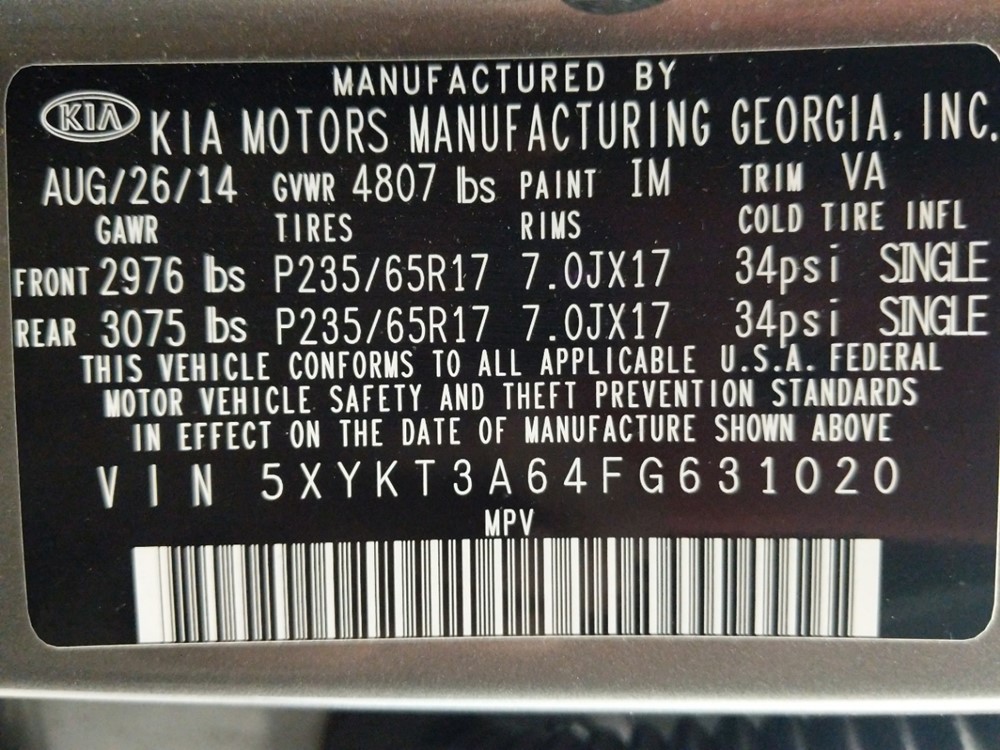 MANUFACTURED BY
KIA KIA MOTORS MANUFACTURING GEORGIA, INC.
AUG/26/14 GVWR 4807 lbs PAINT IM TRIM VA
GAWR TIRES RIMS COLD TIRE INFL
FRONT 2976 lbs P235/65R17 7.0JX17 34psi SINGLE
REAR 3075 lbs P235/65R17 7.0JX17 34psi SINGLE
THIS VEHICLE CONFORMS TO ALL APPLICABLE U.S.A. FEDERAL
MOTOR VEHICLE SAFETY AND THEFT PREVENTION STANDARDS
IN EFFECT ON THE DATE OF MANUFACTURE SHOWN ABOVE
VIN 5XYKT3A64FG631020
MPV